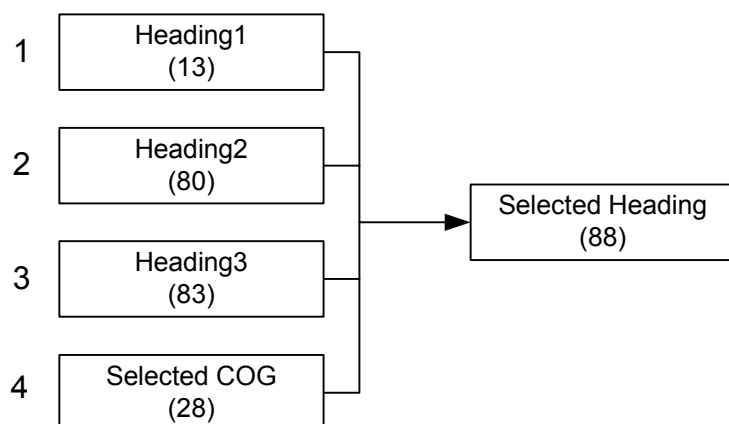 1
Heading1
(13)
2
Heading2
(80)
3
Heading3
(83)
4
Selected COG
(28)
Selected Heading
(88)